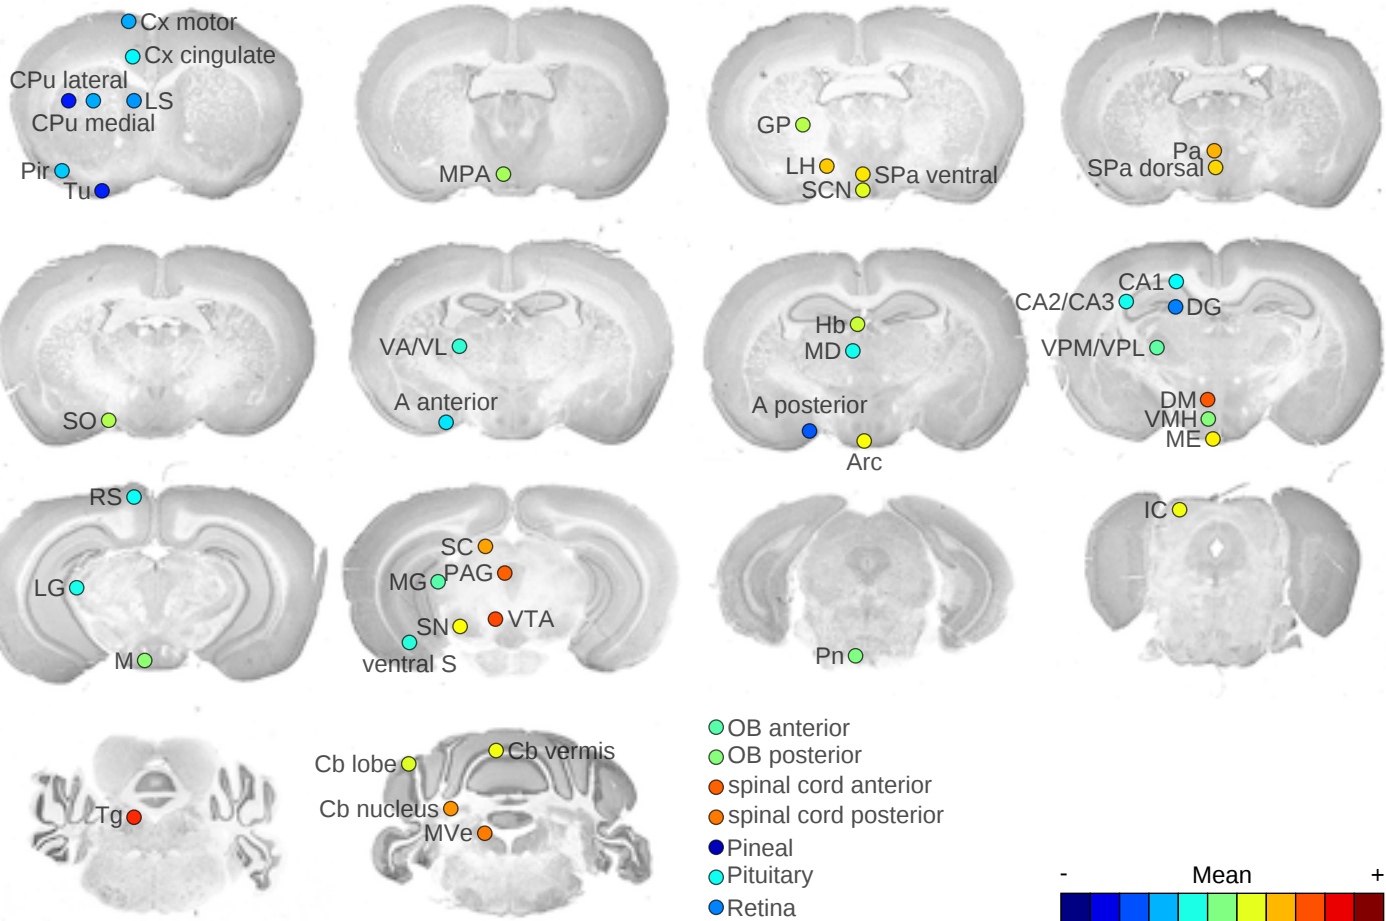 Cx motor
Cx cingulate
CPu lateral
LS
CPu medial
Pir
Tu
MPA
GP
LH
SPa ventral
SCN
Pa
SPa dorsal
SO
VA/VL
A anterior
Hb
MD
A posterior
Arc
CA1
CA2/CA3
DG
VPM/VPL
DM
VMH
ME
RS
LG
M
SC
PAG
MG
VTA
SN
ventral S
Pn
IC
Tg
Cb vermis
Cb lobe
Cb nucleus
MVe
OB anterior
OB posterior
spinal cord anterior
spinal cord posterior
Pineal
Pituitary
Retina
- Mean +